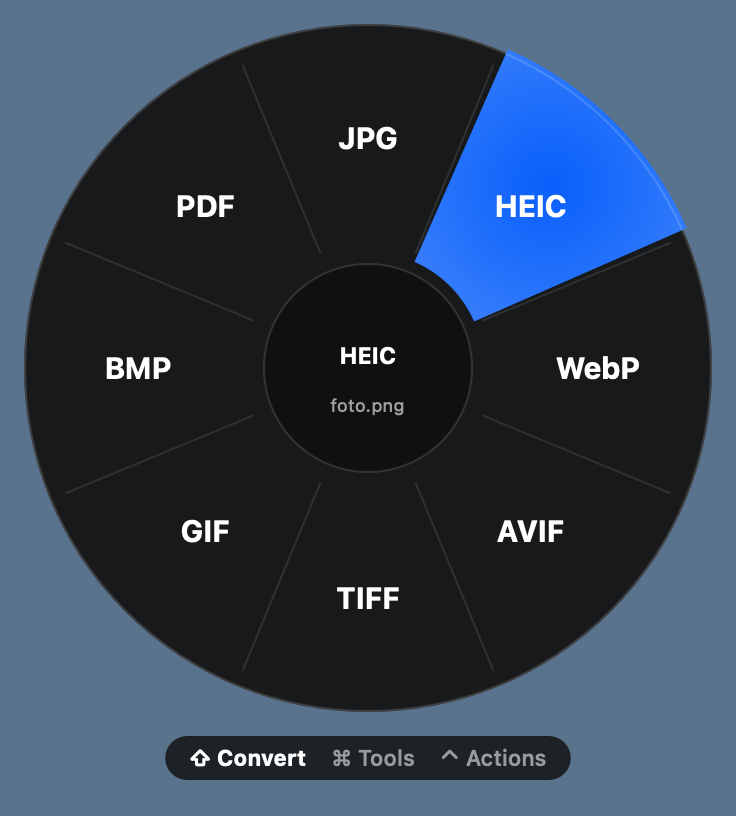 JPG
PDF
HEIC
HEIC
BMP
foto.png
WebP
GIF
AVIF
TIFF
⇧ Convert ⌘ Tools ^ Actions